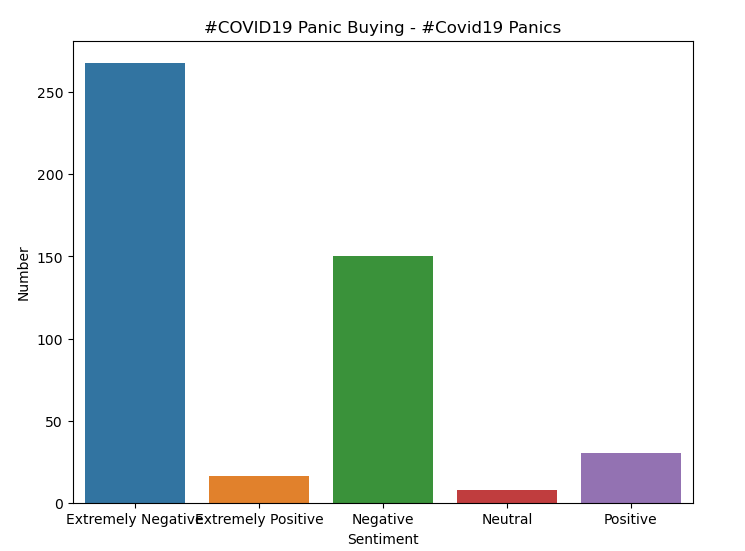 #COVID19 Panic Buying - #Covid19 Panics
250
200
150
100
50
0
Number
Extremely Negative
Extremely Positive
Negative
Neutral
Positive
Sentiment